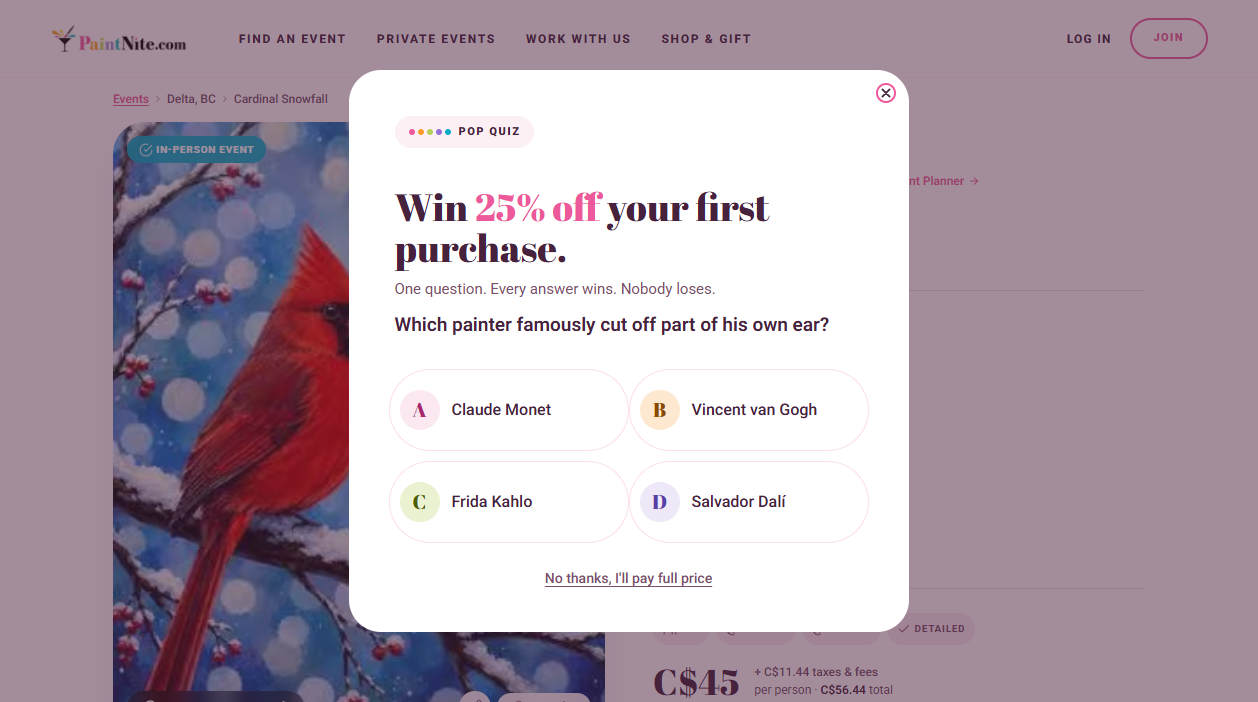 PaintNite.com
FIND AN EVENT
PRIVATE EVENTS
WORK WITH US
SHOP & GIFT
LOG IN
JOIN
Events > Delta, BC > Cardinal Snowfall
IN-PERSON EVENT
nt Planner →
POP QUIZ
Win 25% off your first
purchase.
One question. Every answer wins. Nobody loses.
Which painter famously cut off part of his own ear?
A Claude Monet
B Vincent van Gogh
C Frida Kahlo
D Salvador Dalí
No thanks, I'll pay full price
DETAILED
C$45
+ C$11.44 taxes & fees
per person · C$56.44 total